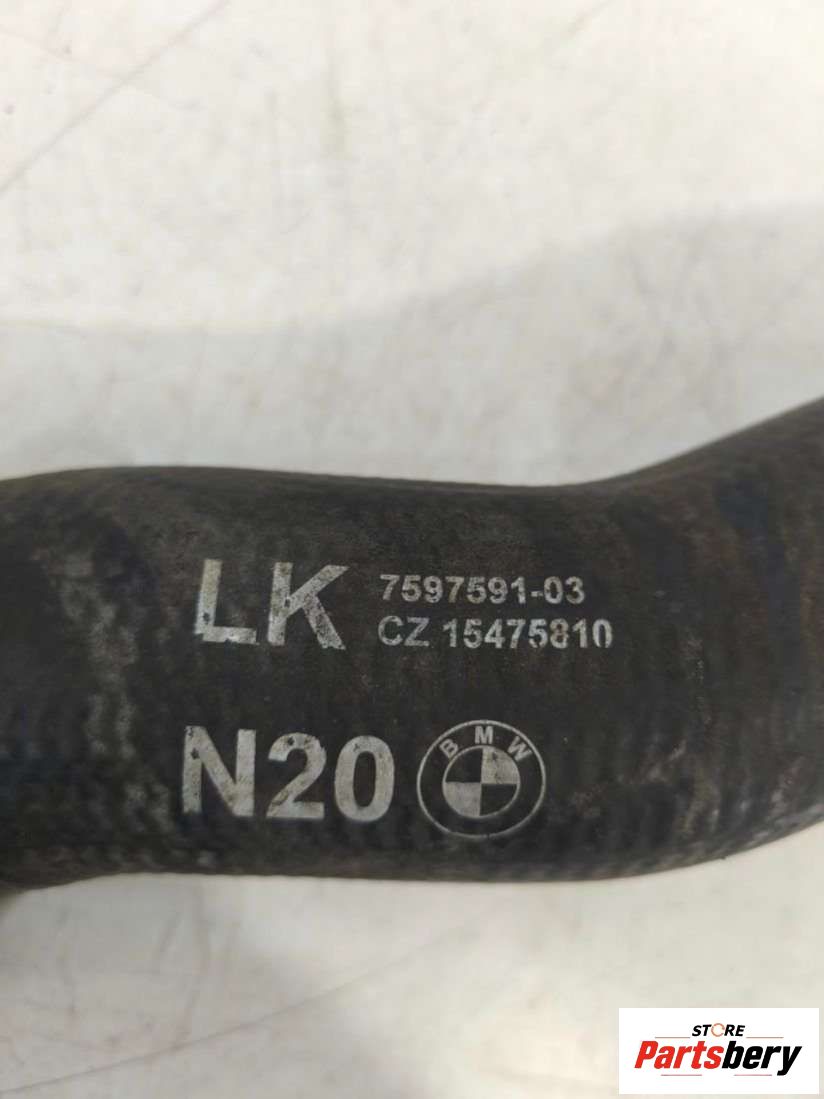 LK 7597591-03
CZ 15475810
N20 BMW
STORE
Partsbery